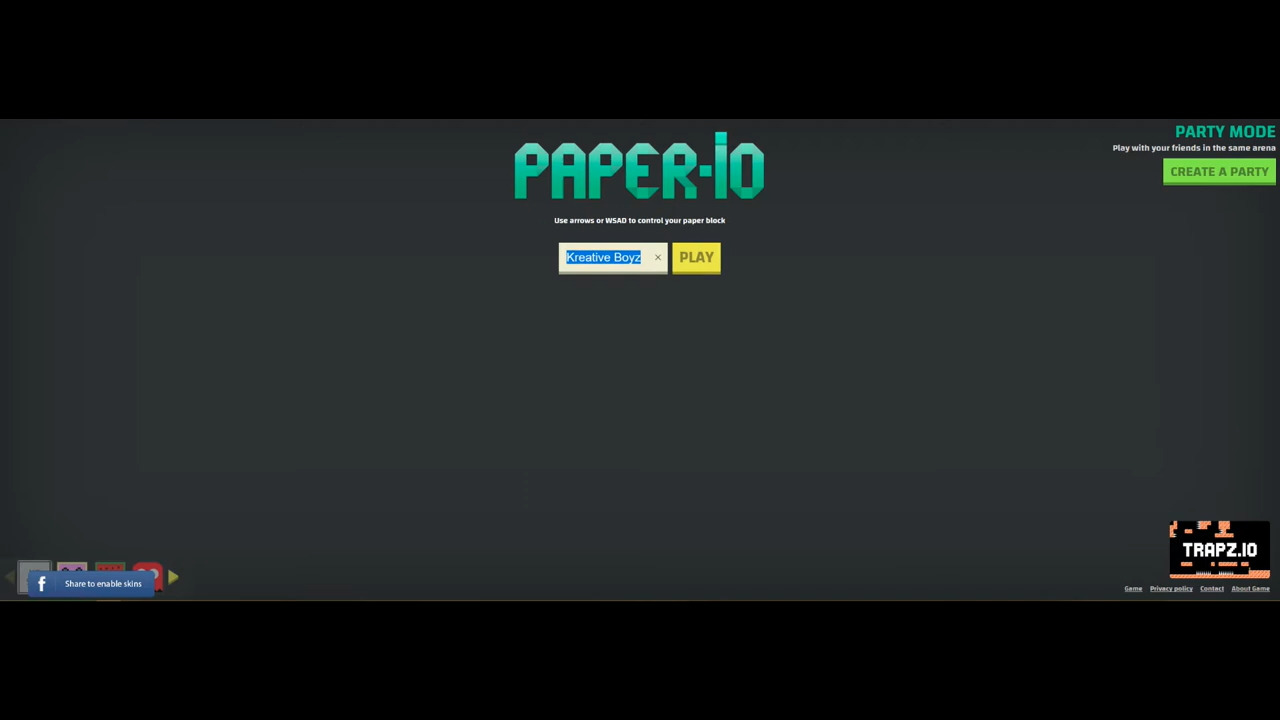 PAPER-iO
PARTY MODE
Play with your friends in the same arena
CREATE A PARTY
Use arrows or WSAD to control your paper block
Kreative Boyz ×
PLAY
TRAPZ.IO
f Share to enable skins
Game Privacy policy Contact About Game